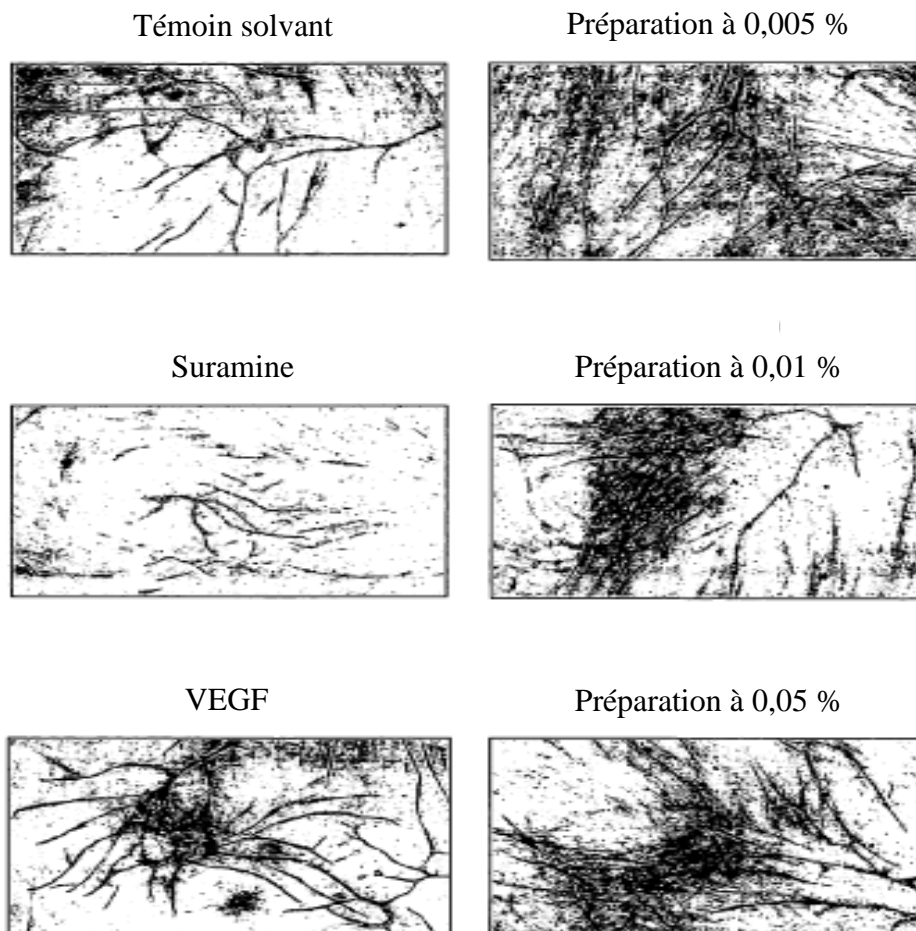 Témoin solvant
Préparation à 0,005 %
Suramine
Préparation à 0,01 %
VEGF
Préparation à 0,05 %